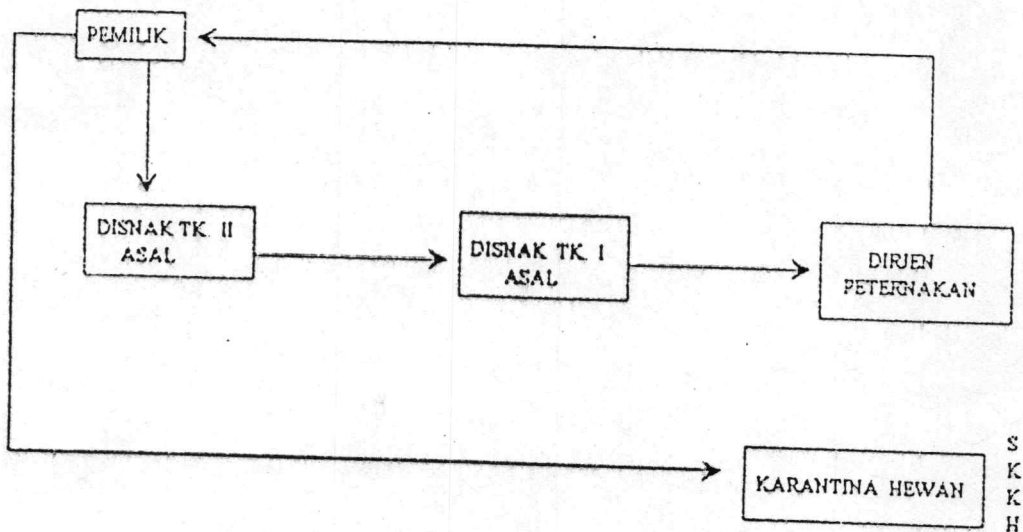 PEMILIK
DISNAK TK. II
ASAL
DISNAK TK. I
ASAL
DIRJEN
PETERNAKAN
KARANTINA HEWAN
S
K
K
H